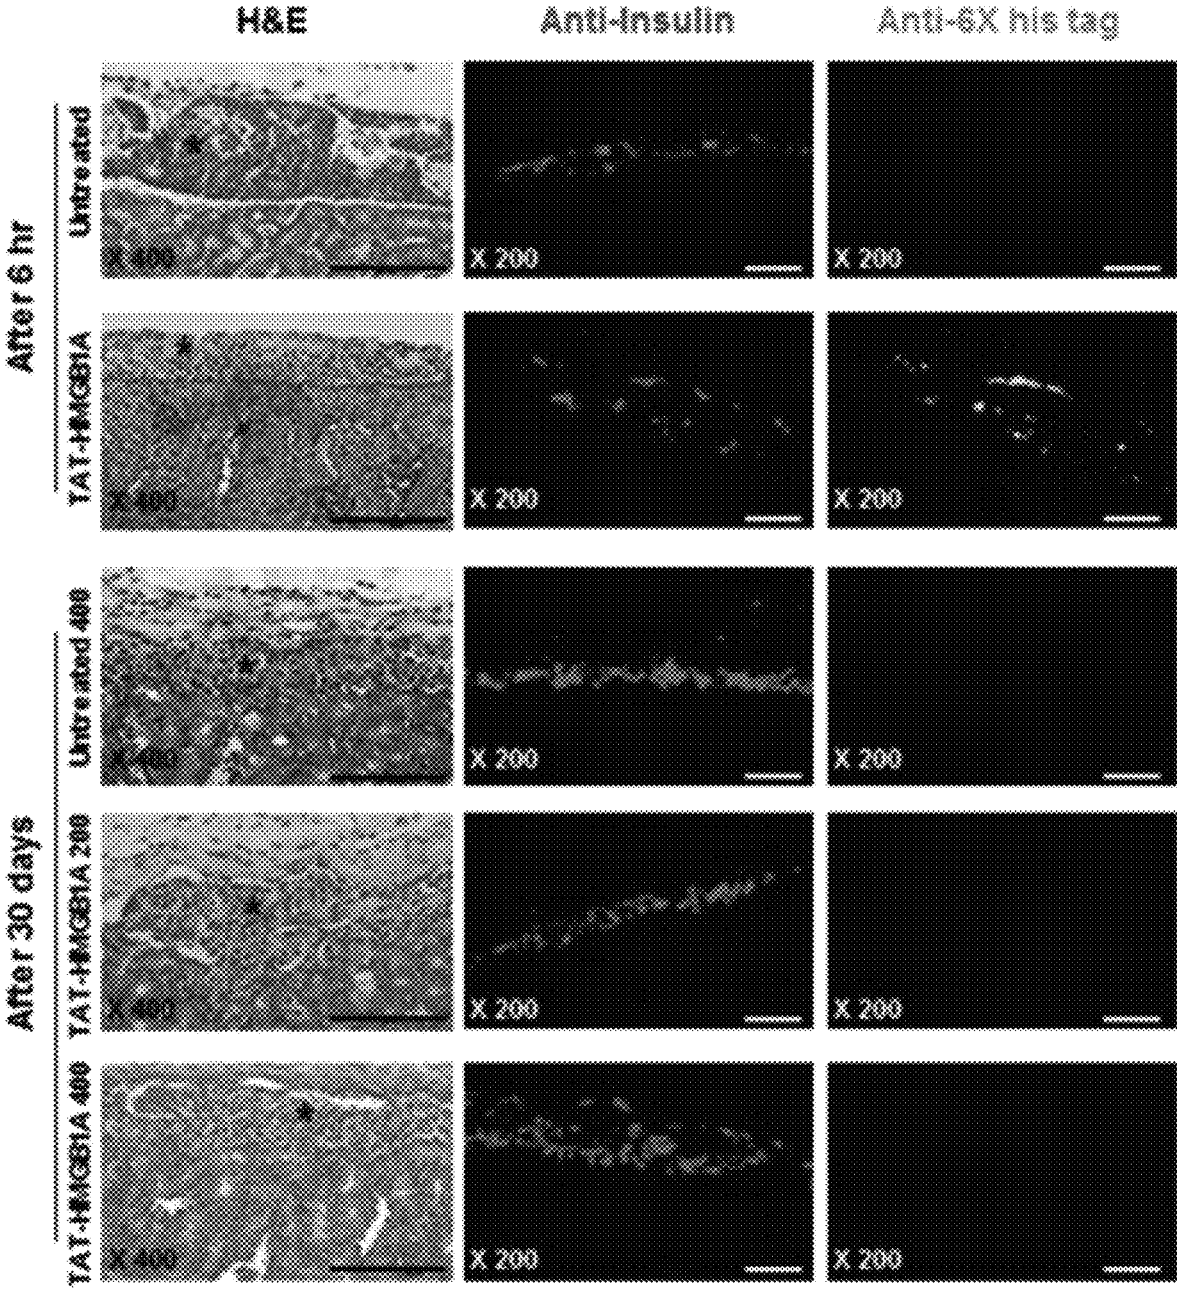 H&E Anti-Insulin Anti-6X his tag
After 6 hr
Untreated
X 400 X 200 X 200
TAT-HMGB1A
X 400 X 200 X 200
After 30 days
Untreated 400
X 400 X 200 X 200
TAT-HMGB1A 200
X 400 X 200 X 200
TAT-HMGB1A 400
X 400 X 200 X 200